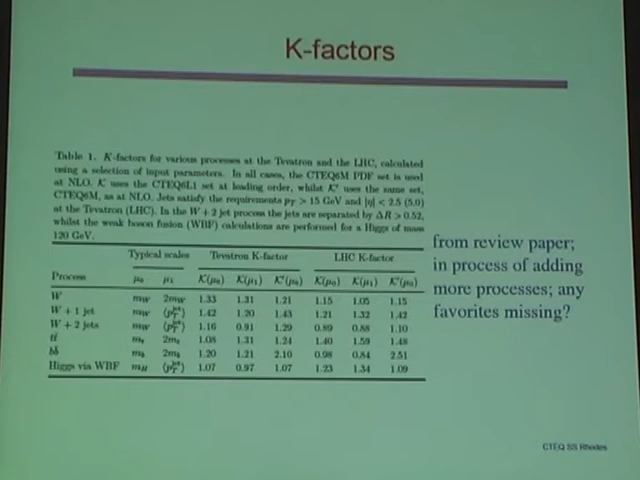 K-factors
Table 1. K-factors for various processes at the Tevatron and the LHC, calculated
using a selection of input parameters. In all cases, the CTEQ6M PDF set is used
at NLO. K uses the CTEQ6L1 set at leading order, whilst K′ uses the same set,
CTEQ6M, as at NLO. Jets satisfy the requirements pT > 15 GeV and |η| < 2.5 (5.0)
at the Tevatron (LHC). In the W + 2 jet process the jets are separated by ΔR > 0.52,
whilst the weak boson fusion (WBF) calculations are performed for a Higgs of mass
120 GeV.
Typical scales Tevatron K-factor LHC K-factor
Process μ0 μ1 K(μ0) K(μ1) K′(μ0) K(μ0) K(μ1) K′(μ0)
W mW 2mW 1.33 1.31 1.21 1.15 1.05 1.15
W + 1 jet mW ⟨pT^jet⟩ 1.42 1.20 1.43 1.21 1.32 1.42
W + 2 jets mW ⟨pT^jet⟩ 1.16 0.91 1.29 0.89 0.88 1.10
tt̄ mt 2mt 1.08 1.31 1.24 1.40 1.59 1.48
bb̄ mb 2mb 1.20 1.21 2.10 0.98 0.84 2.51
Higgs via WBF mH ⟨pT^jet⟩ 1.07 0.97 1.07 1.23 1.34 1.09
from review paper;
in process of adding
more processes; any
favorites missing?
CTEQ SS Rhodes